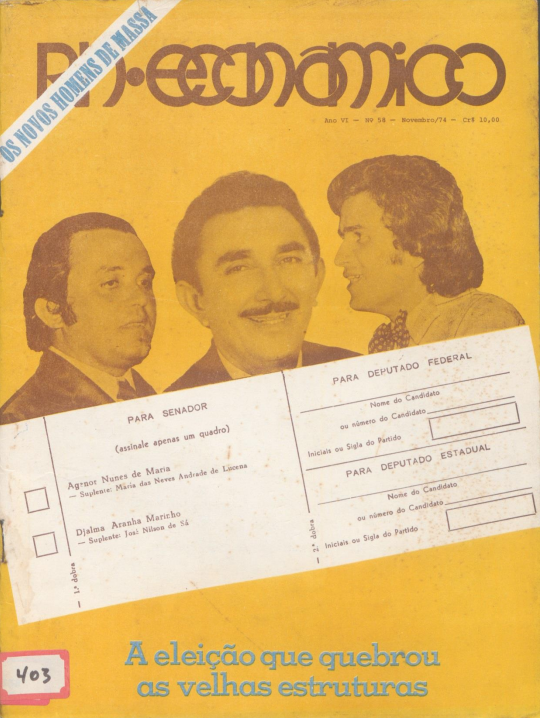 OS NOVOS HOMENS DE MASSA
RN-ECONÔMICO
Ano VI — Nº 58 — Novembro/74 — Cr$ 10,00
PARA SENADOR
(assinale apenas um quadro)
Agenor Nunes de Maria
— Suplente: Maria das Neves Andrade de Lucena
Djalma Aranha Marinho
— Suplente: José Nilson de Sá
— 1.ª dobra
— 2.ª dobra
PARA DEPUTADO FEDERAL
Nome do Candidato
ou número do Candidato
Iniciais ou Sigla do Partido
PARA DEPUTADO ESTADUAL
Nome do Candidato
ou número do Candidato
Iniciais ou Sigla do Partido
A eleição que quebrou
as velhas estruturas
403